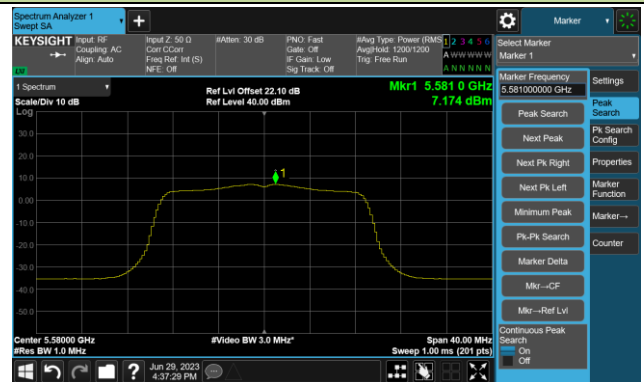 Spectrum Analyzer 1
Swept SA
+
Marker
KEYSIGHT
Input: RF
Coupling: AC
Align: Auto
Input Z: 50 Ω
Corr CCorr
Freq Ref: Int (S)
NFE: Off
#Atten: 30 dB
PNO: Fast
Gate: Off
IF Gain: Low
Sig Track: Off
#Avg Type: Power (RMS
Avg|Hold: 1200/1200
Trig: Free Run
1 2 3 4 5 6
A W W W W W
A N N N N N
LW
Select Marker
Marker 1
1 Spectrum
Scale/Div 10 dB
Log
Ref Lvl Offset 22.10 dB
Ref Level 40.00 dBm
Mkr1 5.581 0 GHz
7.174 dBm
30.0
20.0
10.0
0.00
-10.0
-20.0
-30.0
-40.0
-50.0
1
Center 5.58000 GHz
#Res BW 1.0 MHz
#Video BW 3.0 MHz*
Span 40.00 MHz
Sweep 1.00 ms (201 pts)
Marker Frequency
5.581000000 GHz
Peak Search
Next Peak
Next Pk Right
Next Pk Left
Minimum Peak
Pk-Pk Search
Marker Delta
Mkr→CF
Mkr→Ref Lvl
Continuous Peak
Search
On
Off
Settings
Peak
Search
Pk Search
Config
Properties
Marker
Function
Marker→
Counter
?
Jun 29, 2023
4:37:29 PM